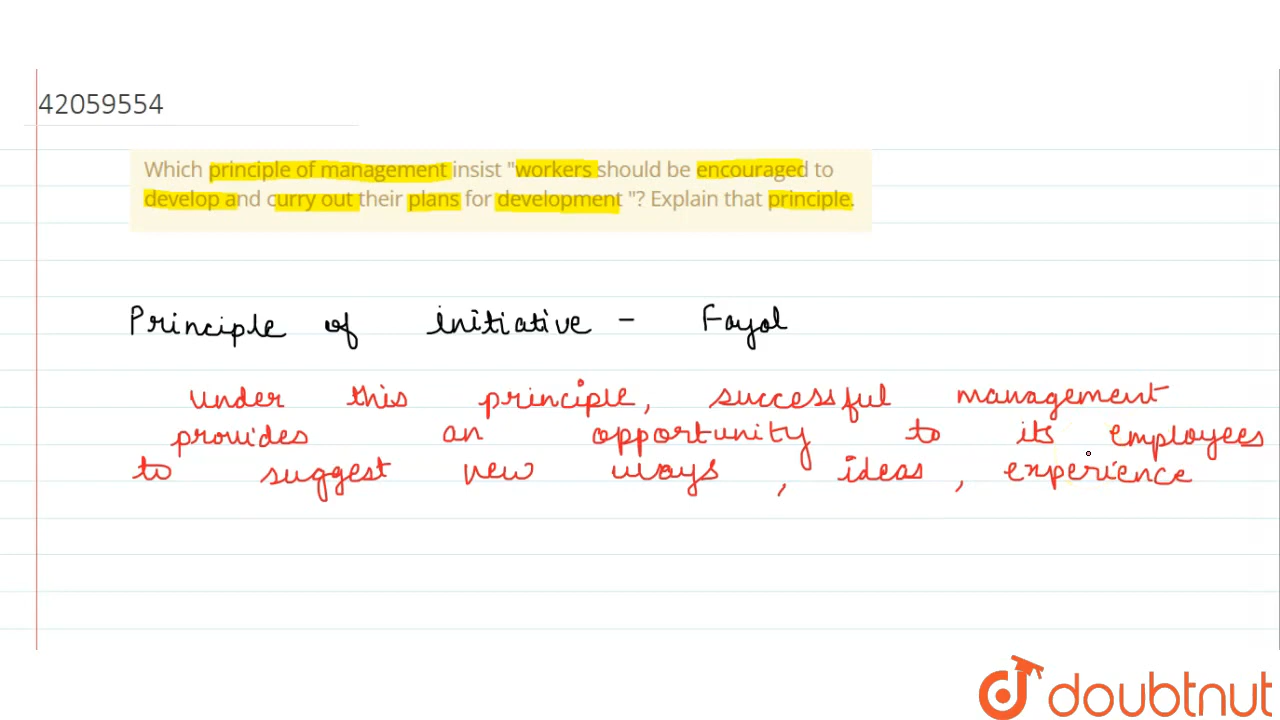 42059554
Which principle of management insist "workers should be encouraged to
develop and curry out their plans for development "? Explain that principle.
Principle of initiative - Fayol
Under this principle, successful management
provides an opportunity to its employees
to suggest new ways, ideas, experience
doubtnut